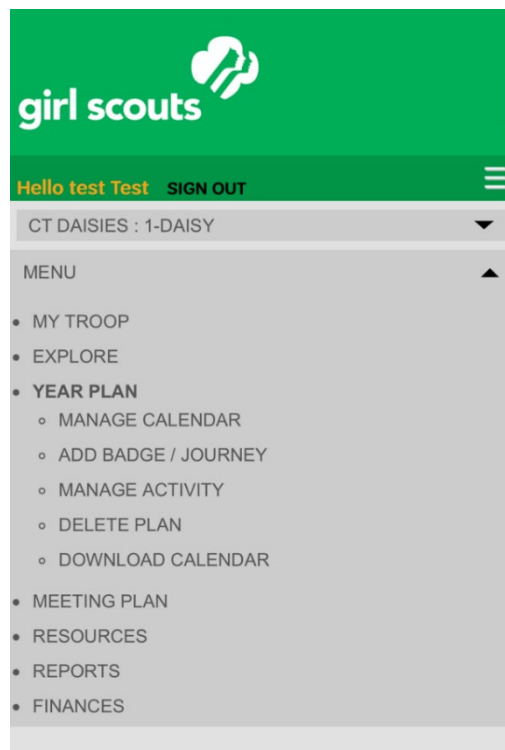 girl scouts
Hello test Test SIGN OUT
CT DAISIES : 1-DAISY
MENU
MY TROOP
EXPLORE
YEAR PLAN
MANAGE CALENDAR
ADD BADGE / JOURNEY
MANAGE ACTIVITY
DELETE PLAN
DOWNLOAD CALENDAR
MEETING PLAN
RESOURCES
REPORTS
FINANCES